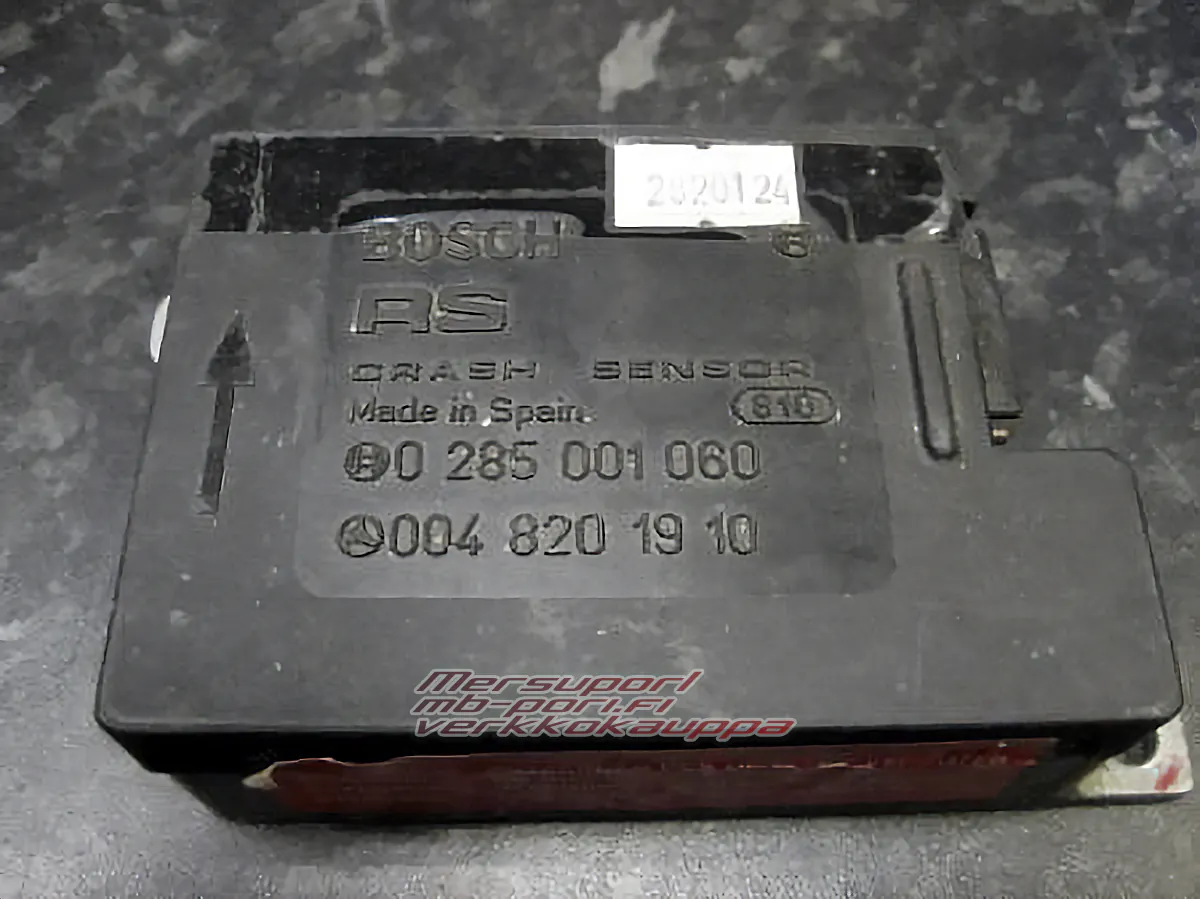 2820124
BOSCH
RS
CRASH SENSOR
Made in Spain
816
0 285 001 060
004 820 19 10
Mersupori
mb-pori.fi
verkkokauppa